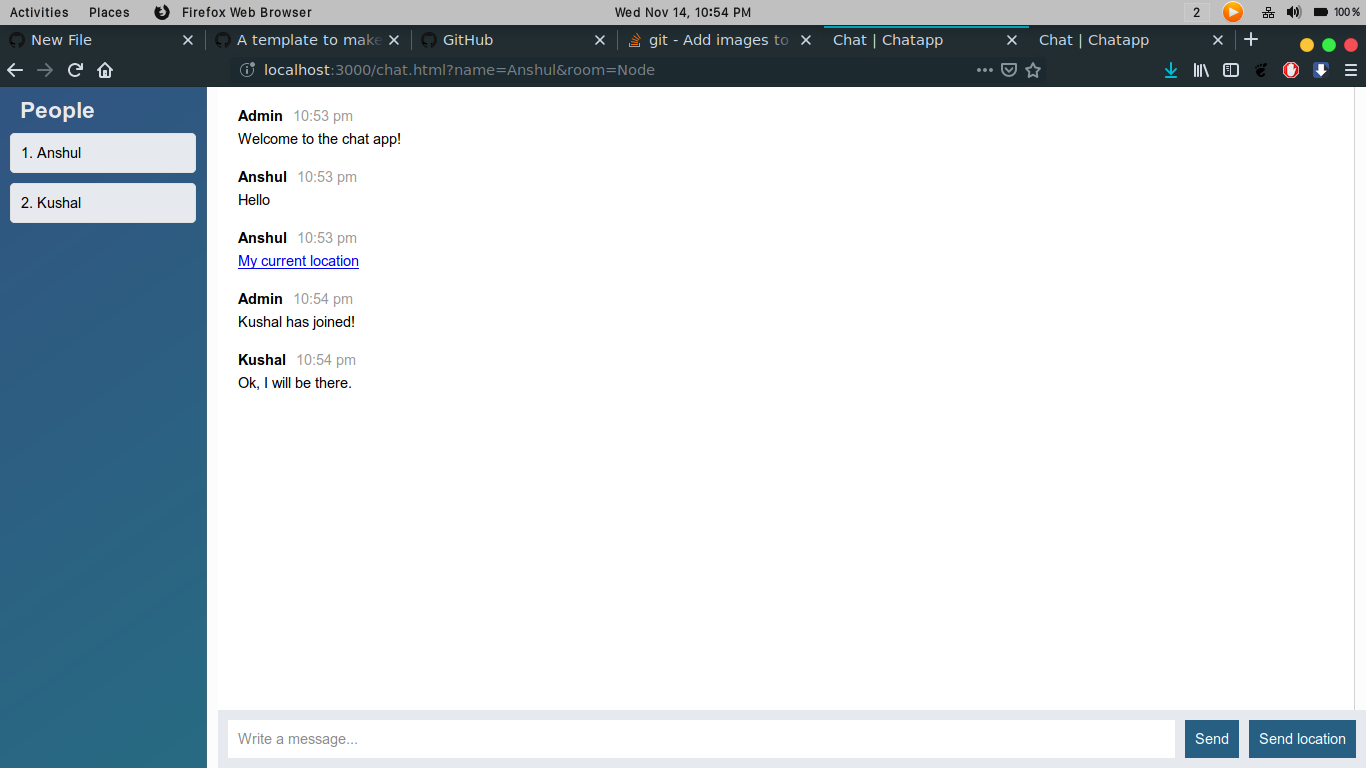 Activities Places Firefox Web Browser Wed Nov 14, 10:54 PM 2 100%
New File A template to make GitHub git - Add images to Chat | Chatapp Chat | Chatapp
localhost:3000/chat.html?name=Anshul&room=Node
People
1. Anshul
2. Kushal
Admin 10:53 pm
Welcome to the chat app!
Anshul 10:53 pm
Hello
Anshul 10:53 pm
My current location
Admin 10:54 pm
Kushal has joined!
Kushal 10:54 pm
Ok, I will be there.
Write a message... Send Send location